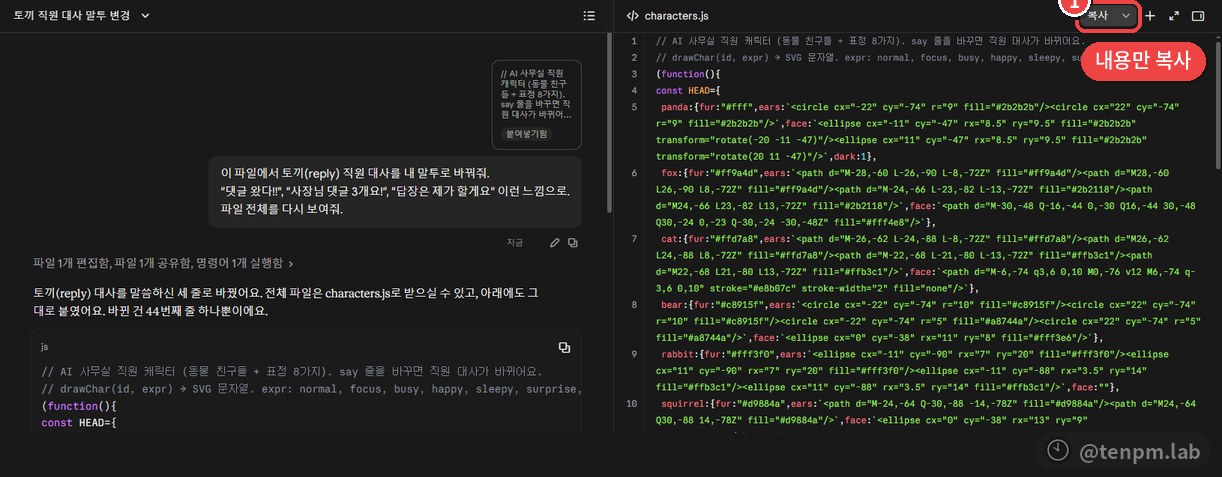 토끼 직원 대사 말투 변경
// AI 사무실 직원
캐릭터 (동물 친구
들 + 표정 8가지).
say 줄을 바꾸면 직
원 대사가 바뀌어...
붙여넣기됨
이 파일에서 토끼(reply) 직원 대사를 내 말투로 바꿔줘.
"댓글 왔다!!", "사장님 댓글 3개요!", "답장은 제가 할게요" 이런 느낌으로.
파일 전체를 다시 보여줘.
지금
파일 1개 편집함, 파일 1개 공유함, 명령어 1개 실행함 >
토끼(reply) 대사를 말씀하신 세 줄로 바꿨어요. 전체 파일은 characters.js로 받으실 수 있고, 아래에도 그
대로 붙였어요. 바뀐 건 44번째 줄 하나뿐이에요.
js
// AI 사무실 직원 캐릭터 (동물 친구들 + 표정 8가지). say 줄을 바꾸면 직원 대사가 바뀌어요.
// drawChar(id, expr) → SVG 문자열. expr: normal, focus, busy, happy, sleepy, surprise,
(function(){
const HEAD={
</> characters.js
1
복사
내용만 복사
1 // AI 사무실 직원 캐릭터 (동물 친구들 + 표정 8가지). say 줄을 바꾸면 직원 대사가 바뀌어요.
2 // drawChar(id, expr) → SVG 문자열. expr: normal, focus, busy, happy, sleepy,
3 (function(){
4 const HEAD={
5 panda:{fur:"#fff",ears:`<circle cx="-22" cy="-74" r="9" fill="#2b2b2b"/><circle cx="22" cy="-74"
r="9" fill="#2b2b2b"/>`,face:`<ellipse cx="-11" cy="-47" rx="8.5" ry="9.5" fill="#2b2b2b"
transform="rotate(-20 -11 -47)"/><ellipse cx="11" cy="-47" rx="8.5" ry="9.5" fill="#2b2b2b"
transform="rotate(20 11 -47)"/>`,dark:1},
6 fox:{fur:"#ff9a4d",ears:`<path d="M-28,-60 L-26,-90 L-8,-72Z" fill="#ff9a4d"/><path d="M28,-60
L26,-90 L8,-72Z" fill="#ff9a4d"/><path d="M-24,-66 L-23,-82 L-13,-72Z" fill="#2b2118"/><path
d="M24,-66 L23,-82 L13,-72Z" fill="#2b2118"/>`,face:`<path d="M-30,-48 Q-16,-44 0,-30 Q16,-44 30,-48
Q30,-24 0,-23 Q-30,-24 -30,-48Z" fill="#fff4e8"/>`},
7 cat:{fur:"#ffd7a8",ears:`<path d="M-26,-62 L-24,-88 L-8,-72Z" fill="#ffd7a8"/><path d="M26,-62
L24,-88 L8,-72Z" fill="#ffd7a8"/><path d="M-22,-68 L-21,-80 L-13,-72Z" fill="#ffb3c1"/><path
d="M22,-68 L21,-80 L13,-72Z" fill="#ffb3c1"/>`,face:`<path d="M-6,-74 q3,6 0,10 M0,-76 v12 M6,-74 q-
3,6 0,10" stroke="#e8b07c" stroke-width="2" fill="none"/>`},
8 bear:{fur:"#c8915f",ears:`<circle cx="-22" cy="-74" r="10" fill="#c8915f"/><circle cx="22" cy="-74"
r="10" fill="#c8915f"/><circle cx="-22" cy="-74" r="5" fill="#a8744a"/><circle cx="22" cy="-74" r="5"
fill="#a8744a"/>`,face:`<ellipse cx="0" cy="-38" rx="11" ry="8" fill="#fff3e6"/>`},
9 rabbit:{fur:"#fff3f0",ears:`<ellipse cx="-11" cy="-90" rx="7" ry="20" fill="#fff3f0"/><ellipse
cx="11" cy="-90" rx="7" ry="20" fill="#fff3f0"/><ellipse cx="-11" cy="-88" rx="3.5" ry="14"
fill="#ffb3c1"/><ellipse cx="11" cy="-88" rx="3.5" ry="14" fill="#ffb3c1"/>`,face:""},
10 squirrel:{fur:"#d9884a",ears:`<path d="M-24,-64 Q-30,-88 -14,-78Z" fill="#d9884a"/><path d="M24,-64
Q30,-88 14,-78Z" fill="#d9884a"/>`,face:`<ellipse cx="0" cy="-38" rx="13" ry="9"
@tenpm.lab